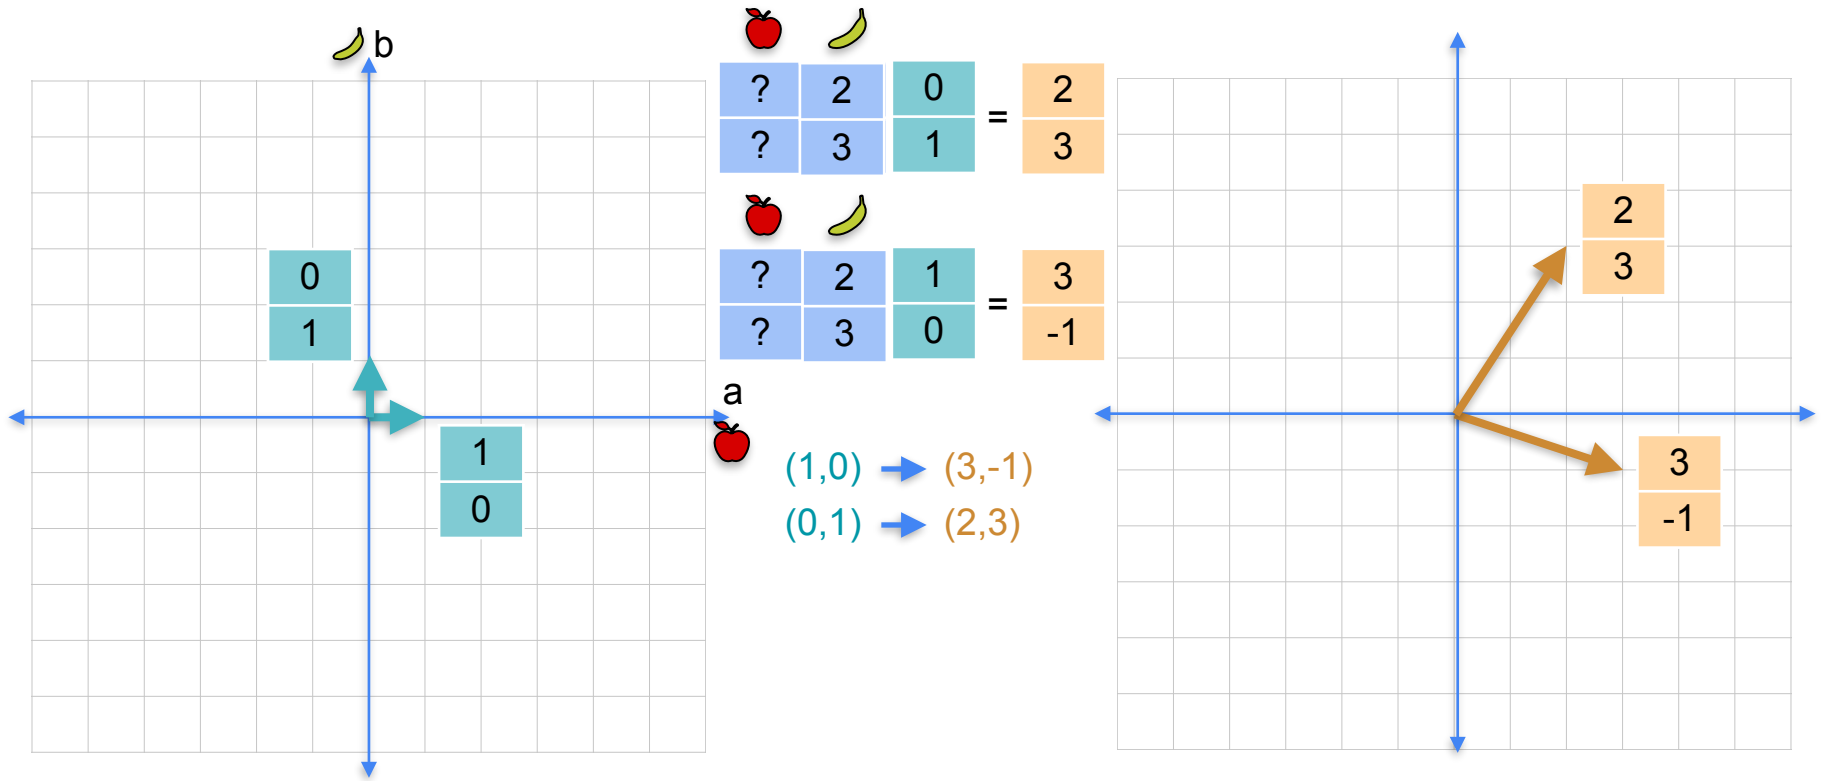 b
? 2 0 2
=
? 3 1 3
? 2 1 3
=
? 3 0 -1
0
1
a
1
0
(1,0) (3,-1)
(0,1) (2,3)
2
3
3
-1